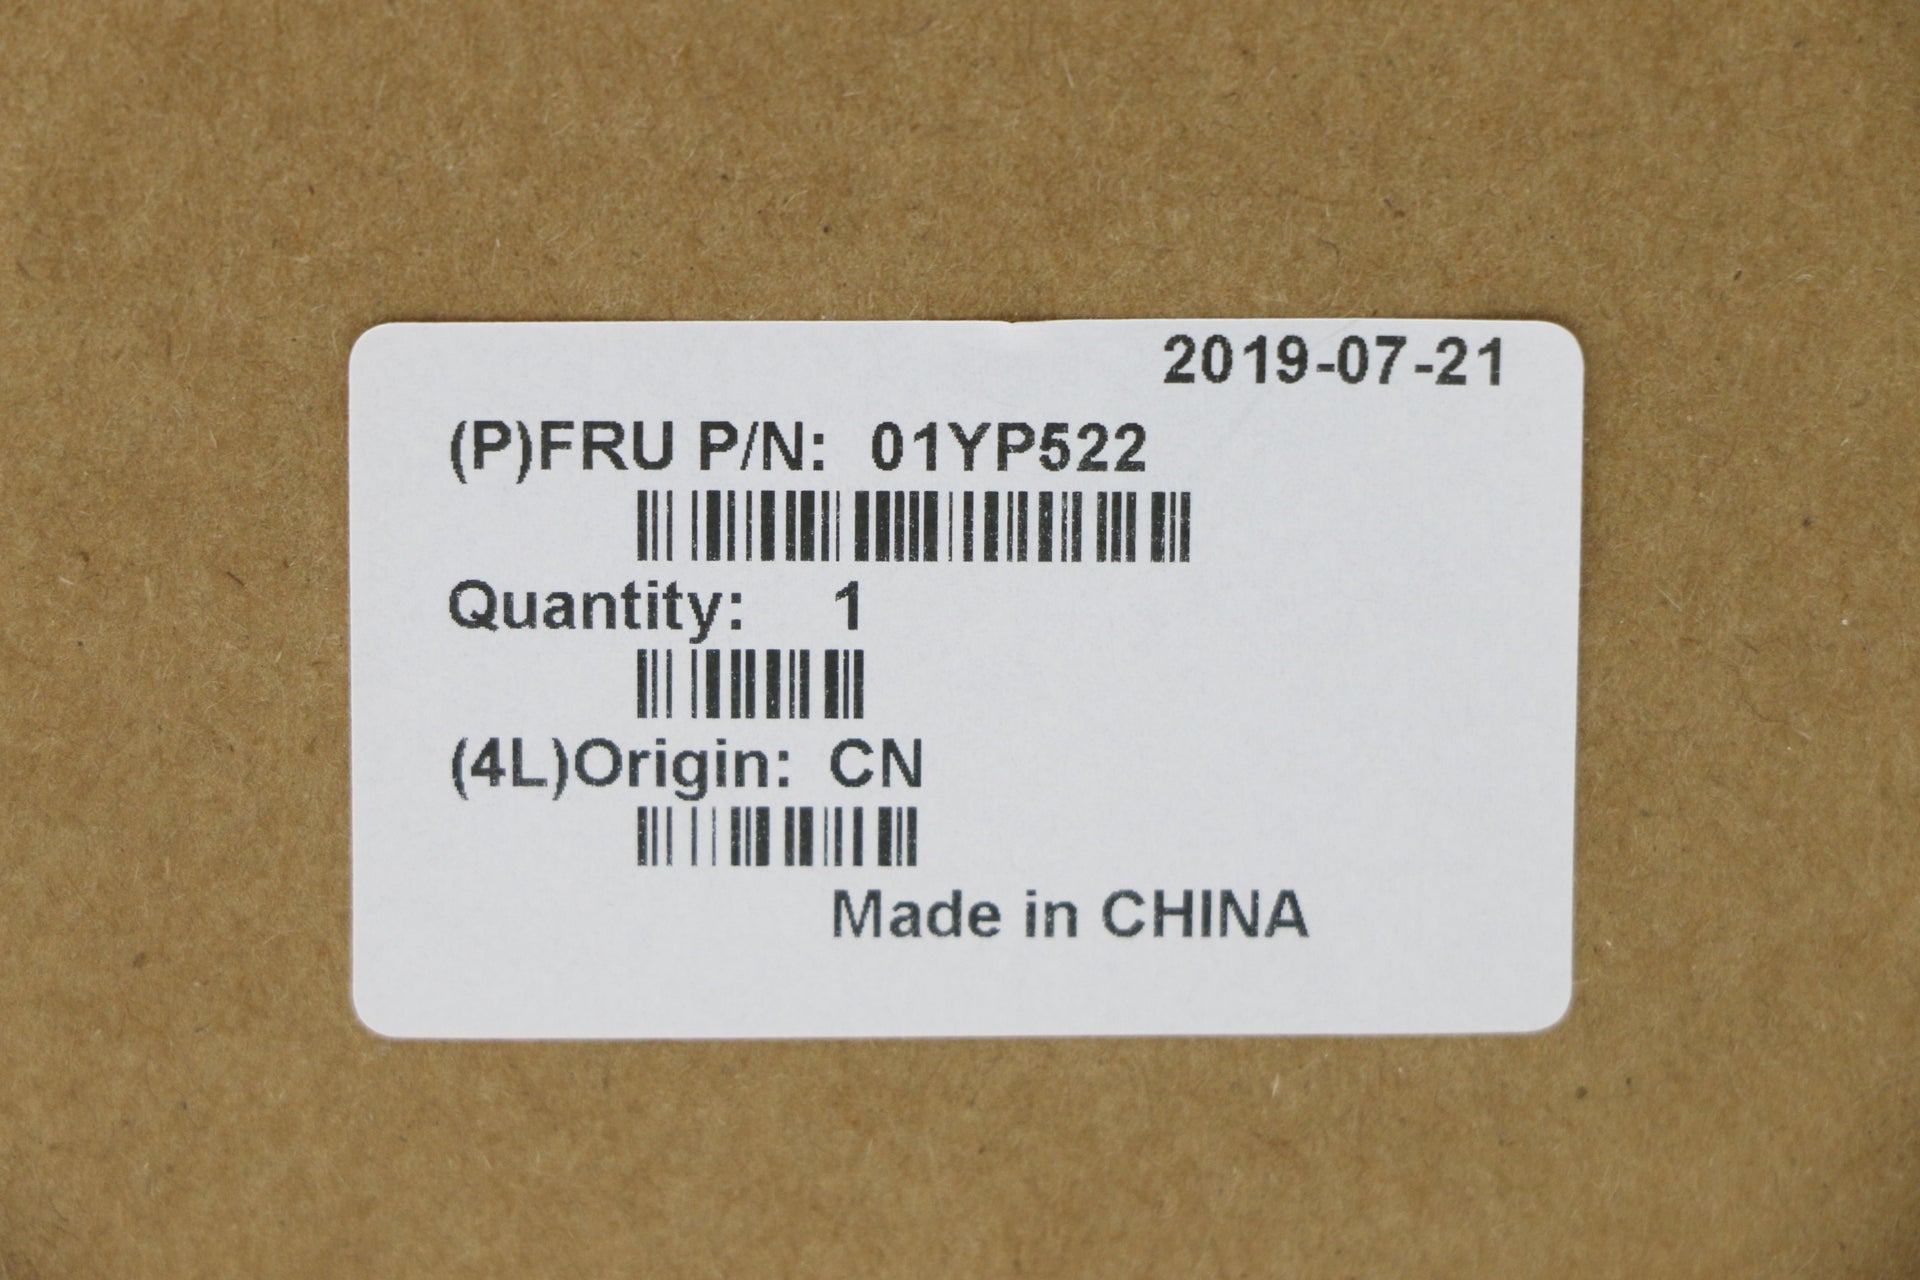 2019-07-21
(P)FRU P/N: 01YP522
Quantity: 1
(4L)Origin: CN
Made in CHINA